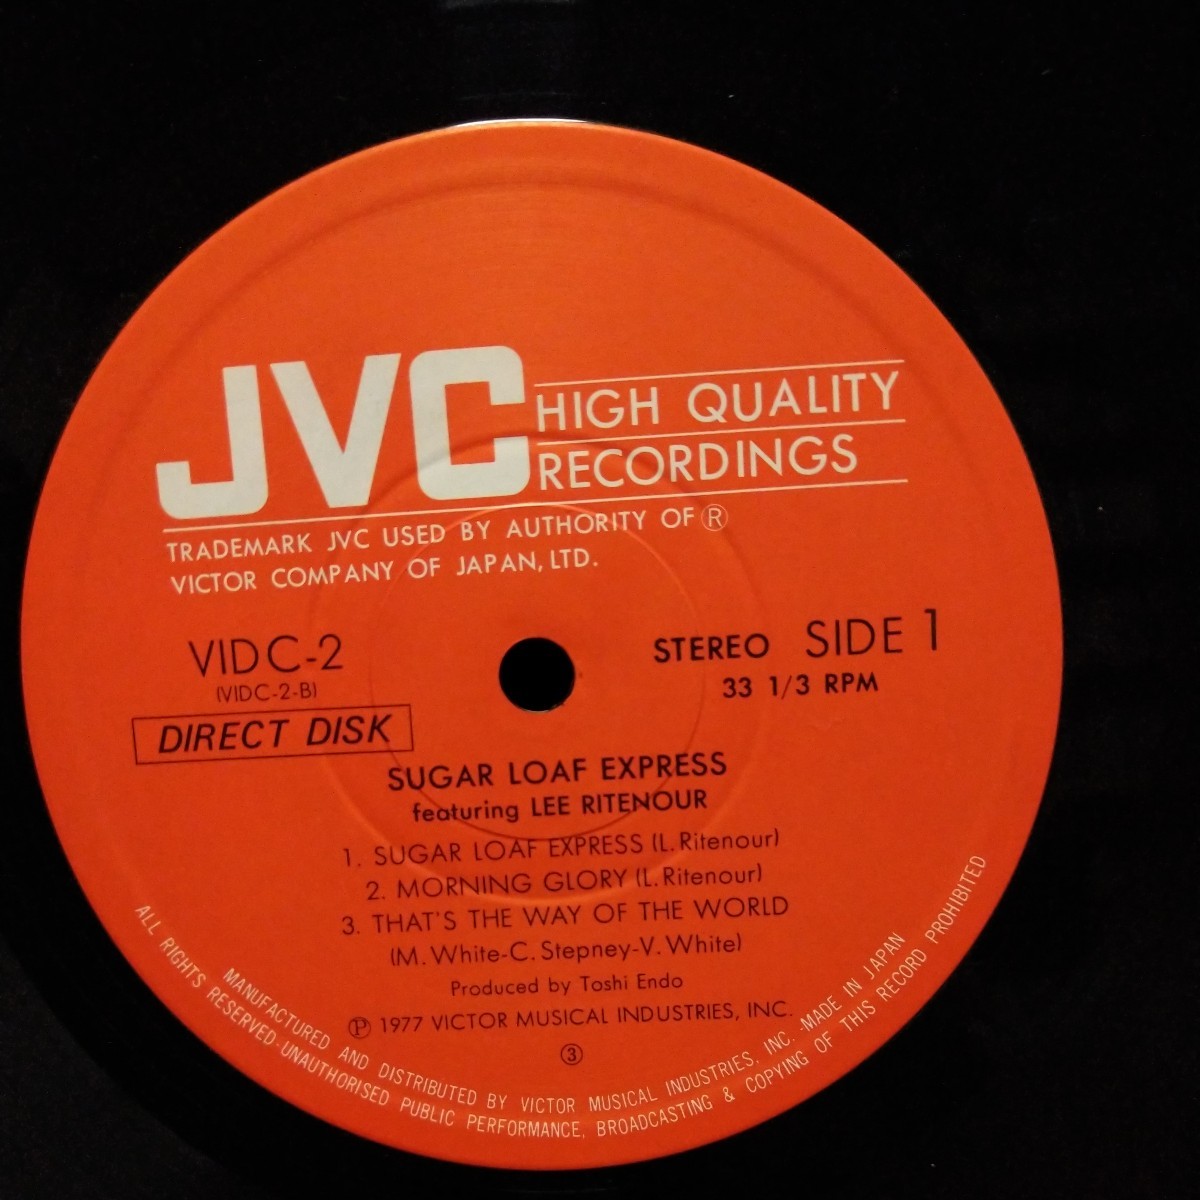 JVC
HIGH QUALITY
RECORDINGS
TRADEMARK JVC USED BY AUTHORITY OF ®
VICTOR COMPANY OF JAPAN, LTD.
VIDC-2
(VIDC-2-B)
DIRECT DISK
STEREO SIDE 1
33 1/3 RPM
SUGAR LOAF EXPRESS
featuring LEE RITENOUR
1. SUGAR LOAF EXPRESS (L. Ritenour)
2. MORNING GLORY (L. Ritenour)
3. THAT'S THE WAY OF THE WORLD
(M. White-C. Stepney-V. White)
Produced by Toshi Endo
Ⓟ 1977 VICTOR MUSICAL INDUSTRIES, INC.
③
MANUFACTURED AND DISTRIBUTED BY VICTOR MUSICAL INDUSTRIES, INC. MADE IN JAPAN
ALL RIGHTS RESERVED-UNAUTHORISED PUBLIC PERFORMANCE, BROADCASTING & COPYING OF THIS RECORD PROHIBITED